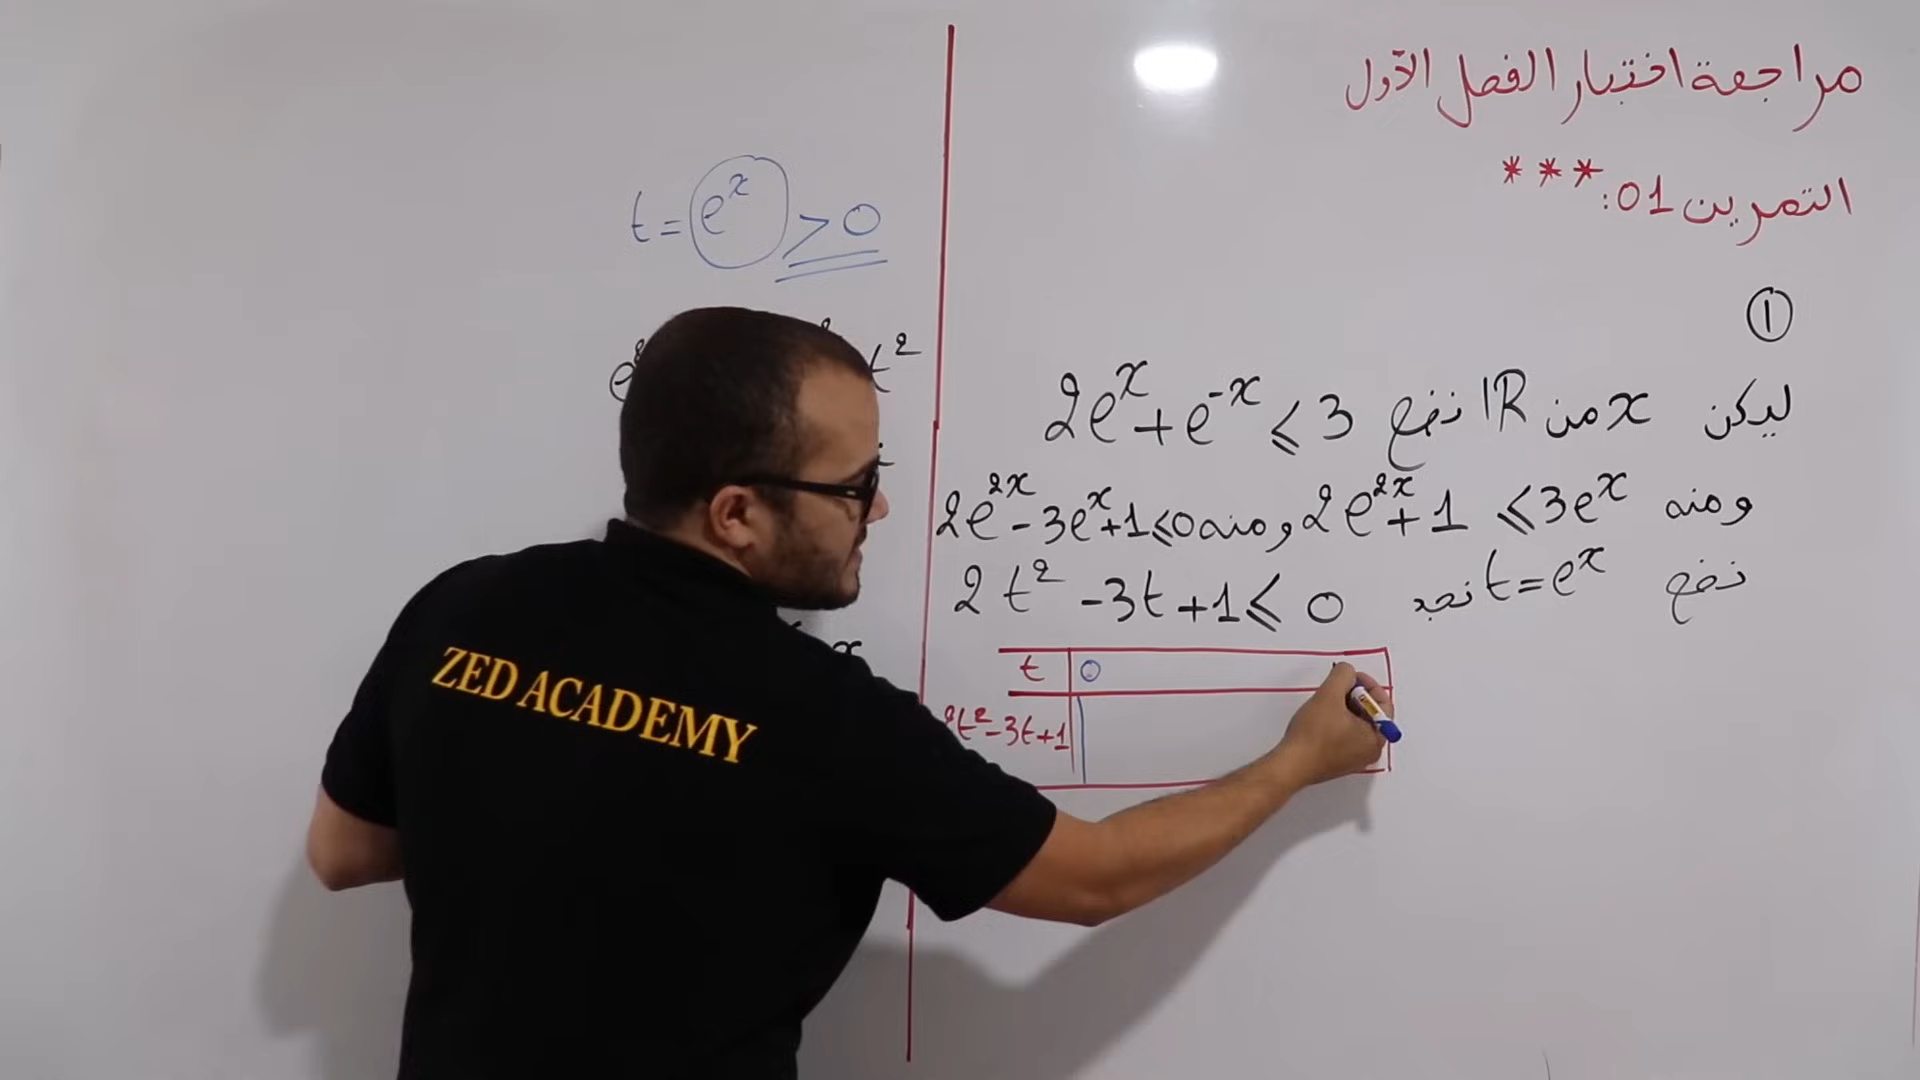 مراجعة اختبار الفصل الأول
التمرين 01: ***
①
ليكن x من IR نضع 2e^x + e^-x ⩽ 3
ومنه 2e^2x + 1 ⩽ 3e^x ومنه 2e^2x - 3e^x + 1 ⩽ 0
نضع t = e^x نجد 2t² - 3t + 1 ⩽ 0
t 0
2t² - 3t + 1
t = e^x > 0
t²
x
ZED ACADEMY